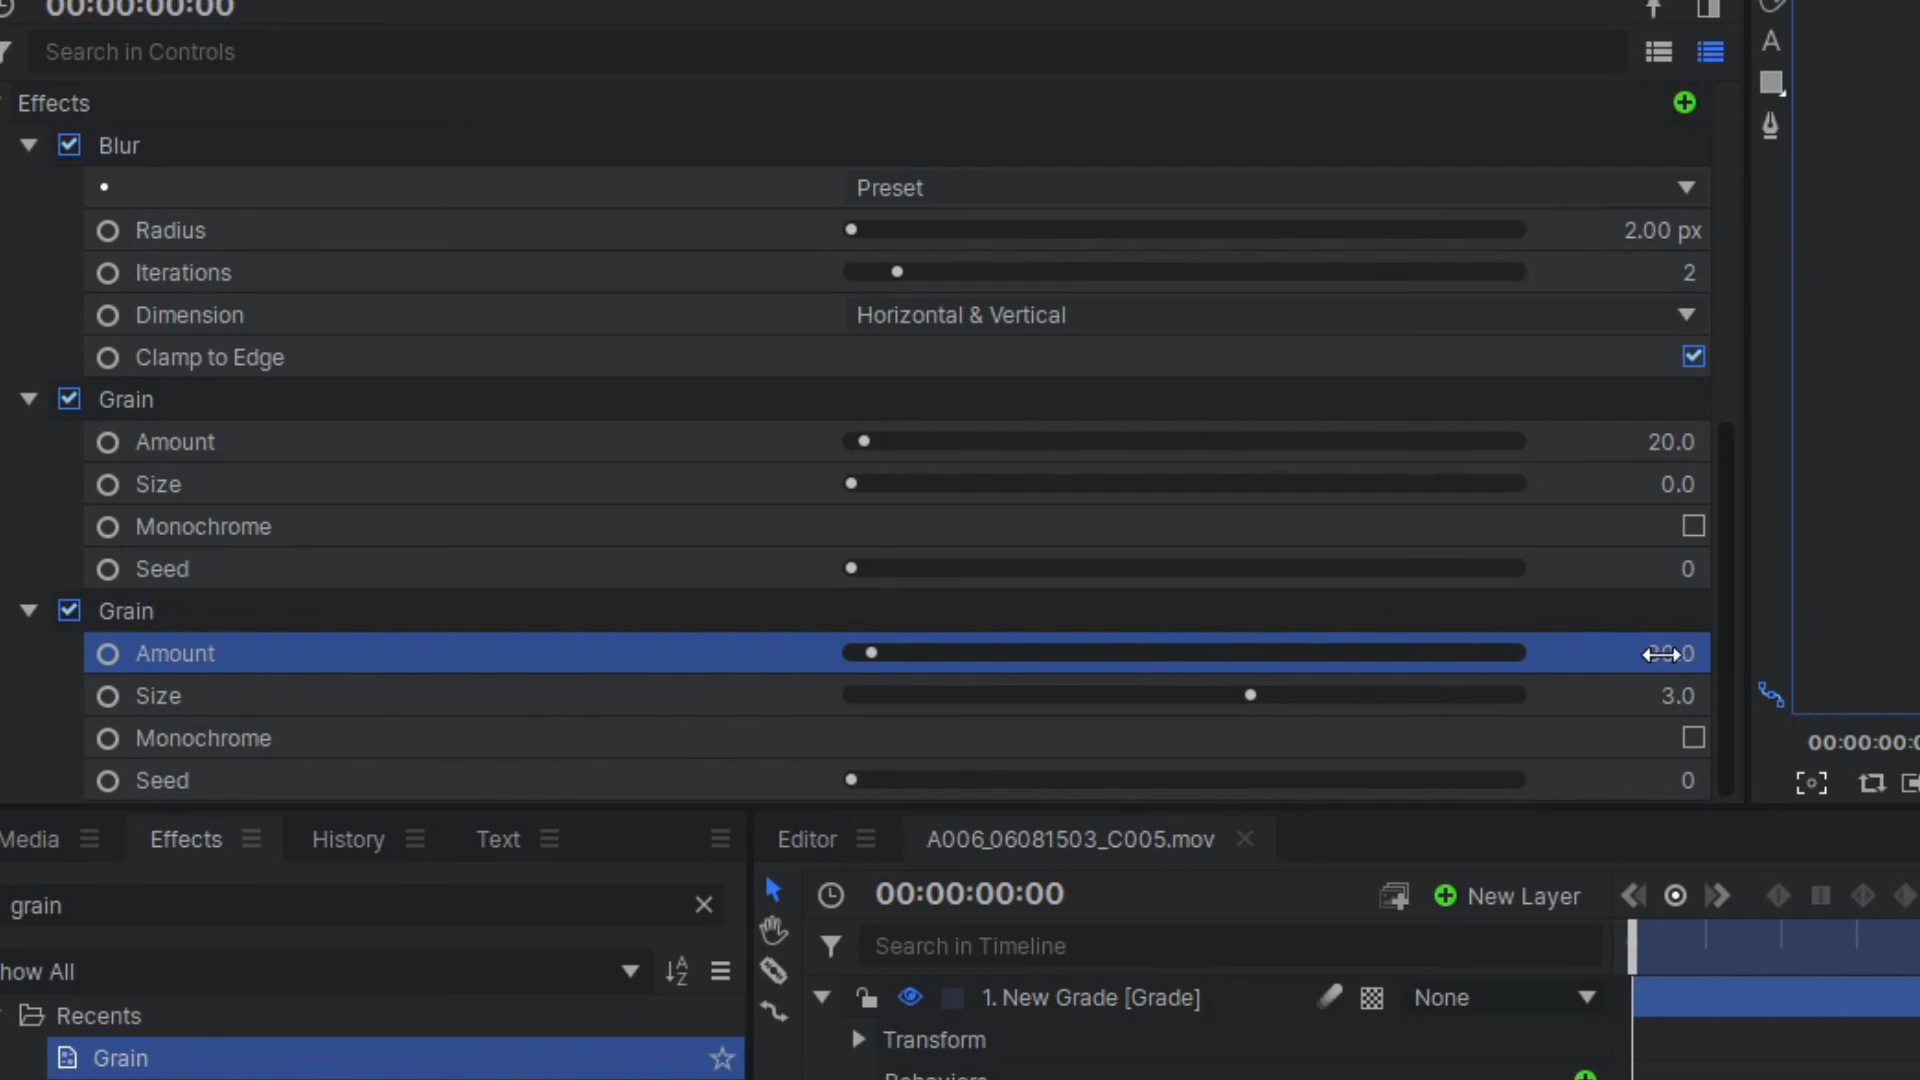 00:00:00:00
Search in Controls
Effects
Blur
Preset
Radius 2.00 px
Iterations 2
Dimension Horizontal & Vertical
Clamp to Edge
Grain
Amount 20.0
Size 0.0
Monochrome
Seed 0
Grain
Amount
Size 3.0
Monochrome
Seed 0
A
00:00:00:0
Media Effects History Text
grain
how All
Recents
Grain
Editor A006_06081503_C005.mov
00:00:00:00 New Layer
Search in Timeline
1. New Grade [Grade] None
Transform
Behaviors